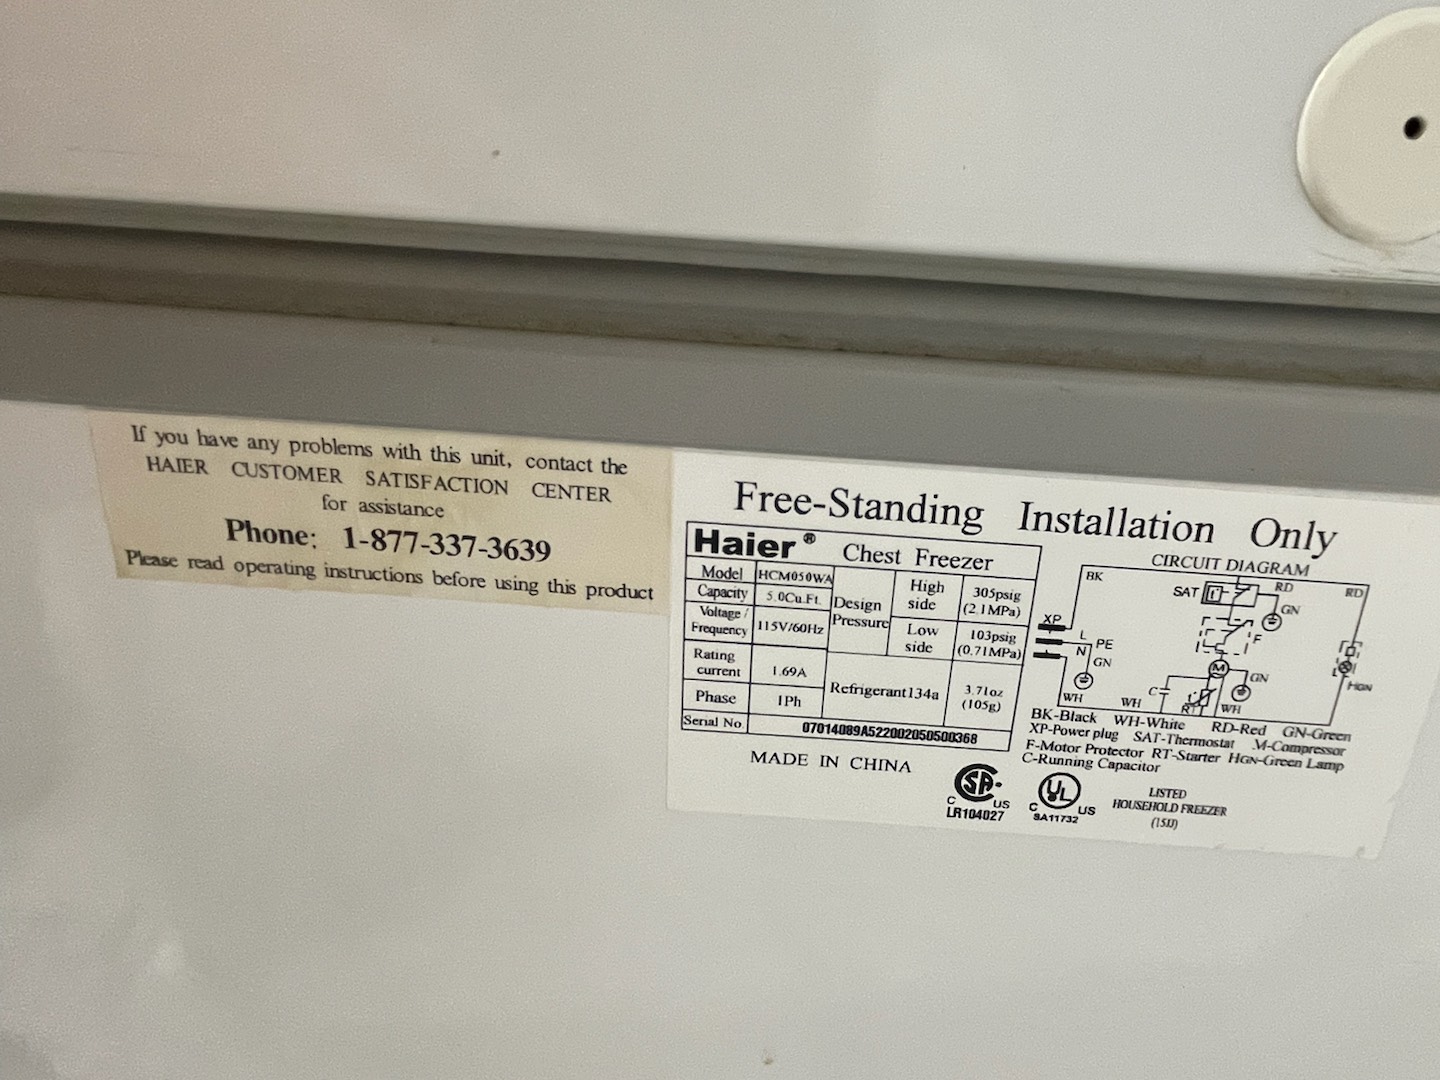 If you have any problems with this unit, contact the
HAIER CUSTOMER SATISFACTION CENTER
for assistance
Phone: 1-877-337-3639
Please read operating instructions before using this product
Free-Standing Installation Only
Haier® Chest Freezer
Model HCM050WA
Capacity 5.0Cu.Ft.
Voltage / Frequency 115V/60Hz
Rating current 1.69A
Phase 1Ph
Design Pressure
High side 305psig (2.1MPa)
Low side 103psig (0.71MPa)
Refrigerant134a 3.71oz (105g)
Serial No. 07014089A522002050500368
MADE IN CHINA
CIRCUIT DIAGRAM
BK
SAT
RD
RD
GN
XP
F
L
PE
N
GN
M
GN
L
HGN
C
WH
WH
RT
WH
BK-Black WH-White RD-Red GN-Green
XP-Power plug SAT-Thermostat M-Compressor
F-Motor Protector RT-Starter HGN-Green Lamp
C-Running Capacitor
SA
C US
LR104027
UL
C US
SA11732
LISTED
HOUSEHOLD FREEZER
(15JJ)